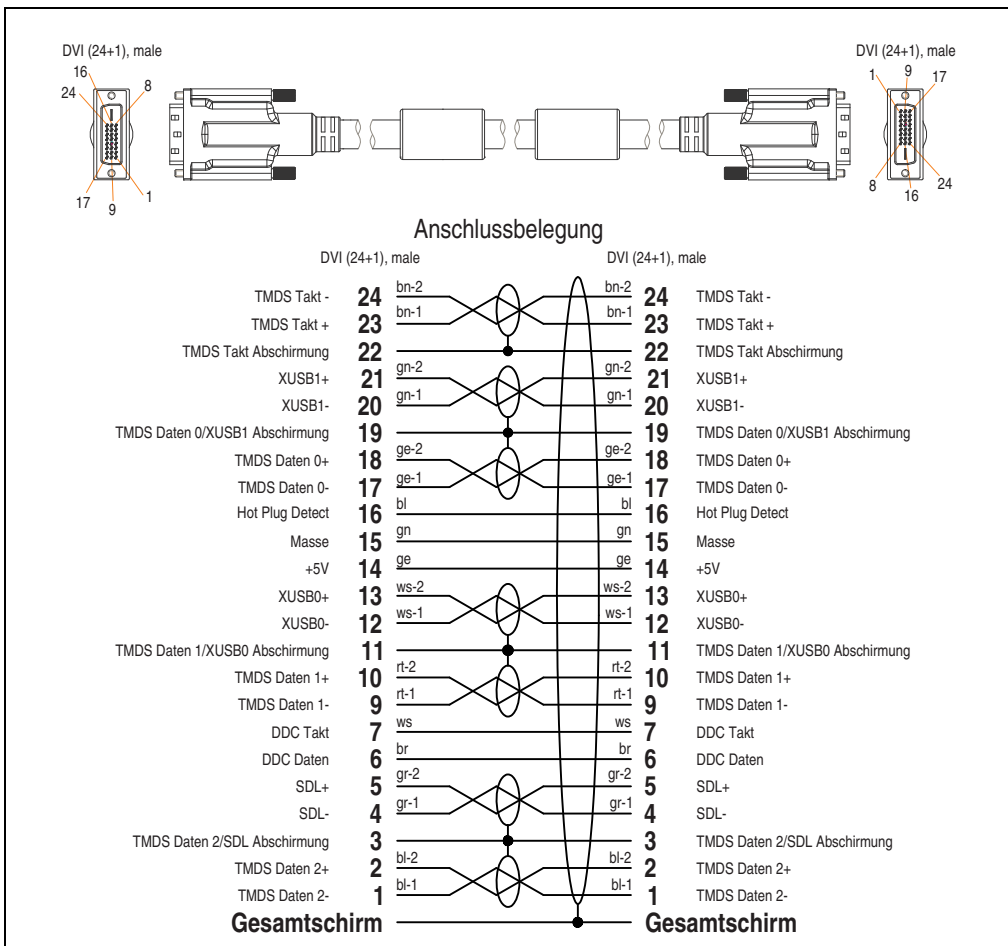 DVI (24+1), male
DVI (24+1), male
16
8
24
17
9
1
1
9
17
8
16
24
Anschlussbelegung
DVI (24+1), male DVI (24+1), male
TMDS Takt - 24 bn-2 bn-2 24 TMDS Takt -
TMDS Takt + 23 bn-1 bn-1 23 TMDS Takt +
TMDS Takt Abschirmung 22 22 TMDS Takt Abschirmung
XUSB1+ 21 gn-2 gn-2 21 XUSB1+
XUSB1- 20 gn-1 gn-1 20 XUSB1-
TMDS Daten 0/XUSB1 Abschirmung 19 19 TMDS Daten 0/XUSB1 Abschirmung
TMDS Daten 0+ 18 ge-2 ge-2 18 TMDS Daten 0+
TMDS Daten 0- 17 ge-1 ge-1 17 TMDS Daten 0-
Hot Plug Detect 16 bl bl 16 Hot Plug Detect
Masse 15 gn gn 15 Masse
+5V 14 ge ge 14 +5V
XUSB0+ 13 ws-2 ws-2 13 XUSB0+
XUSB0- 12 ws-1 ws-1 12 XUSB0-
TMDS Daten 1/XUSB0 Abschirmung 11 11 TMDS Daten 1/XUSB0 Abschirmung
TMDS Daten 1+ 10 rt-2 rt-2 10 TMDS Daten 1+
TMDS Daten 1- 9 rt-1 rt-1 9 TMDS Daten 1-
DDC Takt 7 ws ws 7 DDC Takt
DDC Daten 6 br br 6 DDC Daten
SDL+ 5 gr-2 gr-2 5 SDL+
SDL- 4 gr-1 gr-1 4 SDL-
TMDS Daten 2/SDL Abschirmung 3 3 TMDS Daten 2/SDL Abschirmung
TMDS Daten 2+ 2 bl-2 bl-2 2 TMDS Daten 2+
TMDS Daten 2- 1 bl-1 bl-1 1 TMDS Daten 2-
Gesamtschirm Gesamtschirm